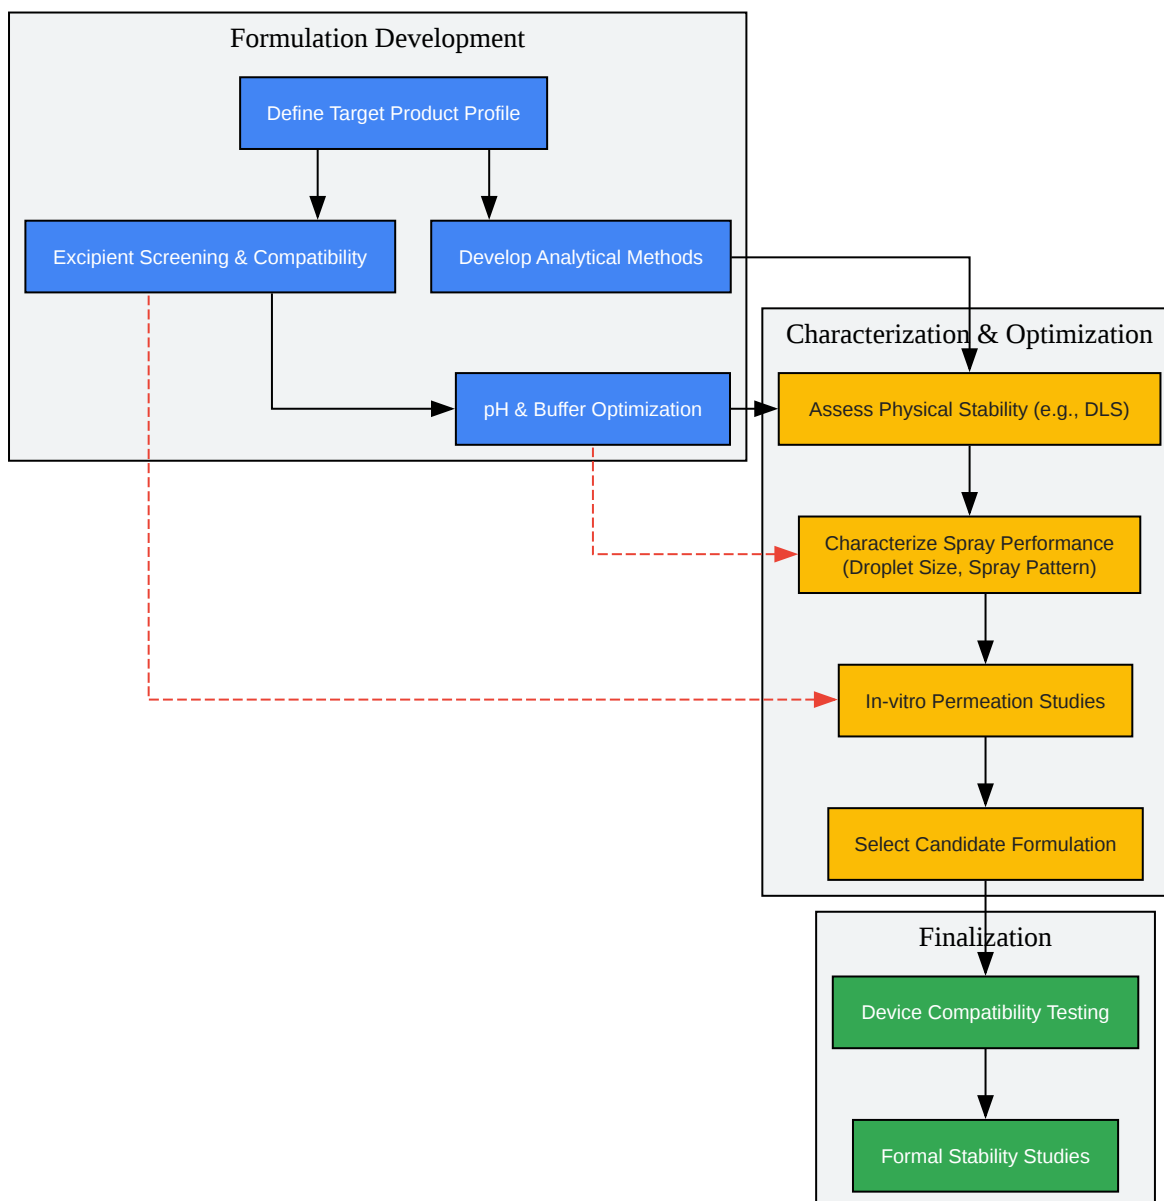 Formulation Development
Define Target Product Profile
Excipient Screening & Compatibility
Develop Analytical Methods
pH & Buffer Optimization
Characterization & Optimization
Assess Physical Stability (e.g., DLS)
Characterize Spray Performance
(Droplet Size, Spray Pattern)
In-vitro Permeation Studies
Select Candidate Formulation
Finalization
Device Compatibility Testing
Formal Stability Studies